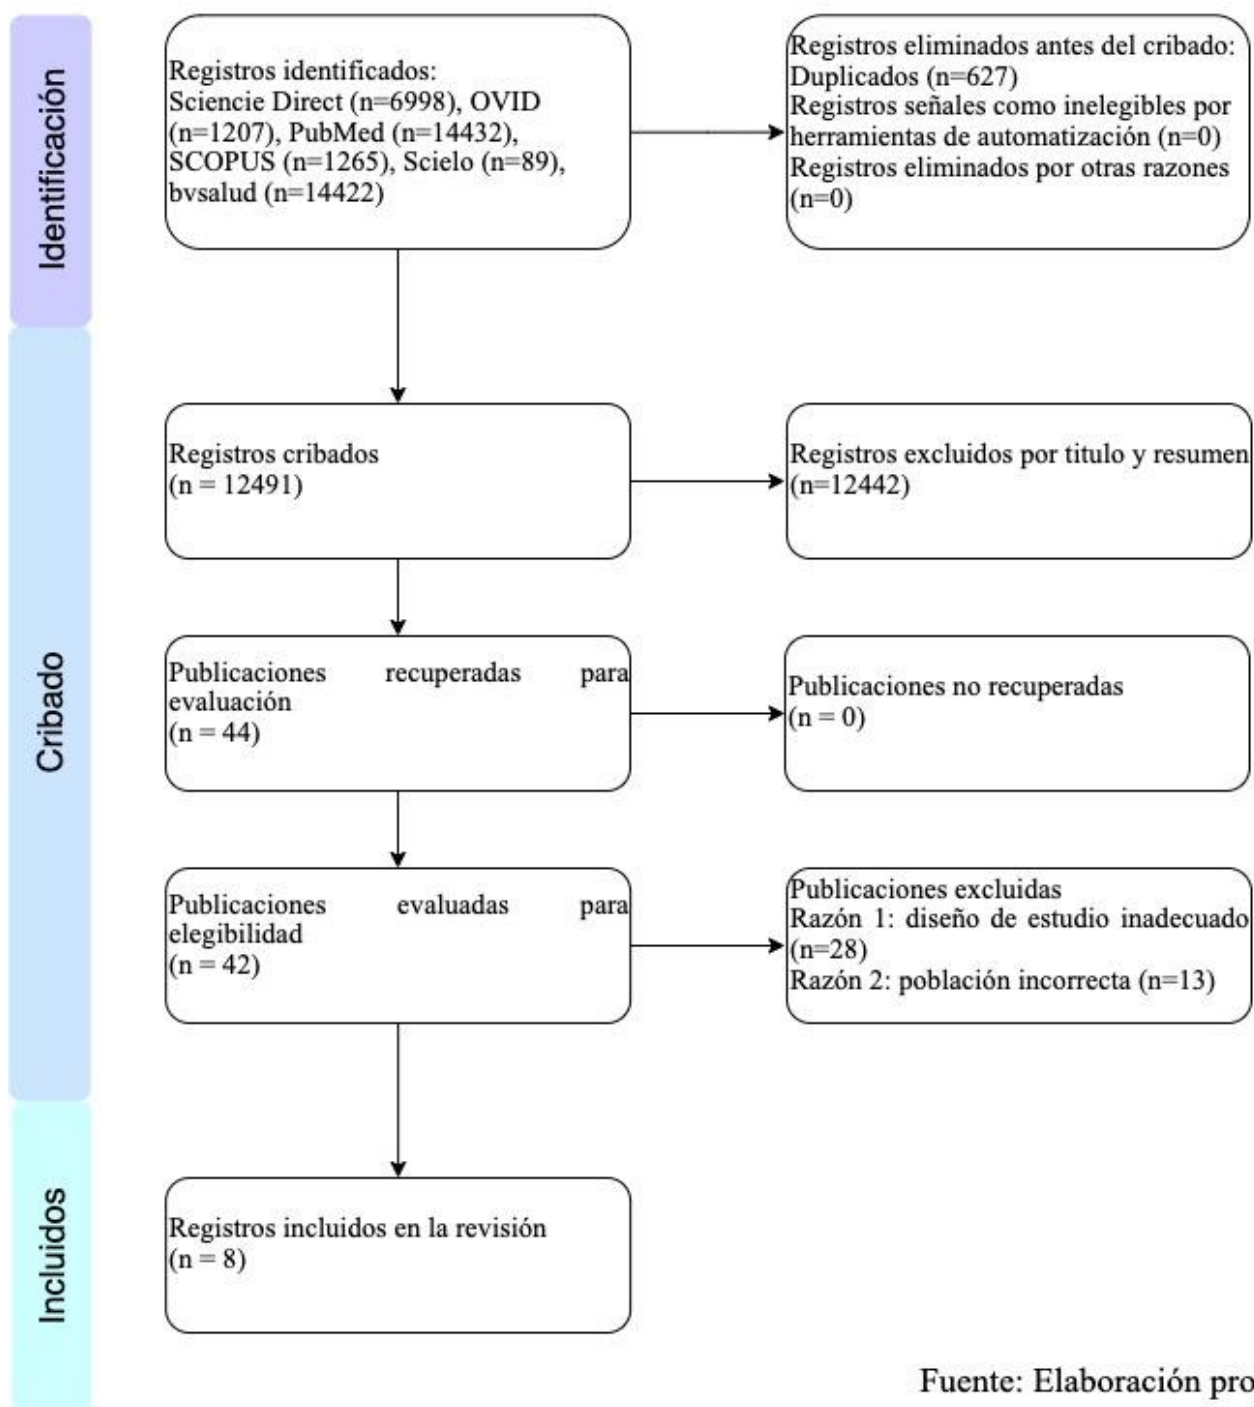 Identificación
Registros identificados:
Sciencie Direct (n=6998), OVID
(n=1207), PubMed (n=14432),
SCOPUS (n=1265), Scielo (n=89),
bvsalud (n=14422)
Registros eliminados antes del cribado:
Duplicados (n=627)
Registros señales como inelegibles por
herramientas de automatización (n=0)
Registros eliminados por otras razones
(n=0)
Cribado
Registros cribados
(n = 12491)
Registros excluidos por titulo y resumen
(n=12442)
Publicaciones recuperadas para
evaluación
(n = 44)
Publicaciones no recuperadas
(n = 0)
Publicaciones evaluadas para
elegibilidad
(n = 42)
Publicaciones excluidas
Razón 1: diseño de estudio inadecuado
(n=28)
Razón 2: población incorrecta (n=13)
Incluidos
Registros incluidos en la revisión
(n = 8)
Fuente: Elaboración pro